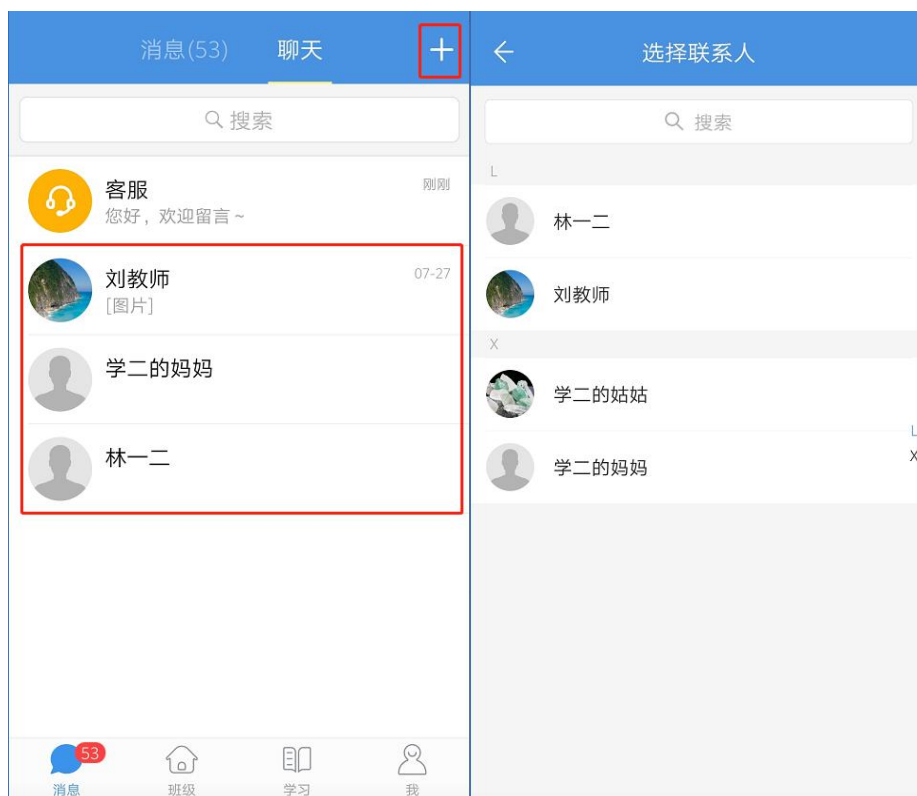 消息(53)
聊天
搜索
客服
刚刚
您好，欢迎留言～
刘教师
07-27
[图片]
学二的妈妈
林一二
53
消息
班级
学习
我
选择联系人
搜索
L
林一二
刘教师
X
学二的姑姑
L
X
学二的妈妈